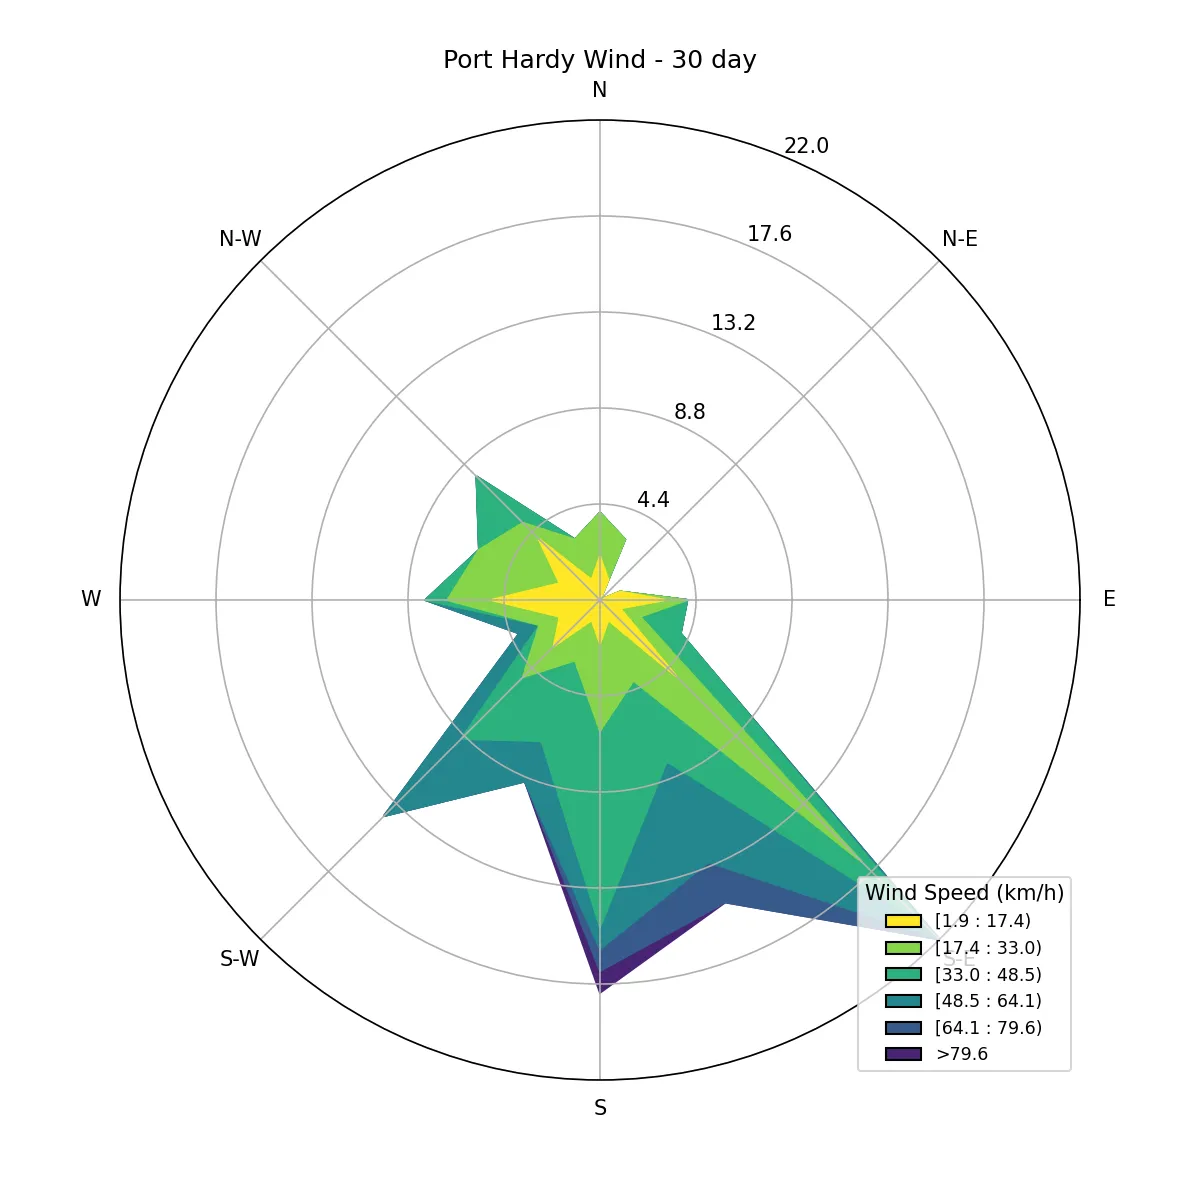 Port Hardy Wind - 30 day
N
22.0
17.6
N-W
N-E
13.2
8.8
4.4
W
E
Wind Speed (km/h)
[1.9 : 17.4)
[17.4 : 33.0)
S-W
S-E
[33.0 : 48.5)
[48.5 : 64.1)
[64.1 : 79.6)
>79.6
S